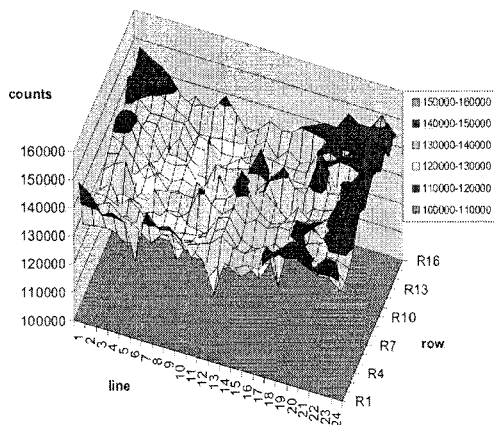 counts
160000
150000
140000
130000
120000
110000
100000
150000-160000
140000-150000
130000-140000
120000-130000
110000-120000
100000-110000
R16
R13
R10
R7
R4
R1
row
1 2 3 4 5 6 7 8 9 10 11 12 13 14 15 16 17 18 19 20 21 22 23 24
line